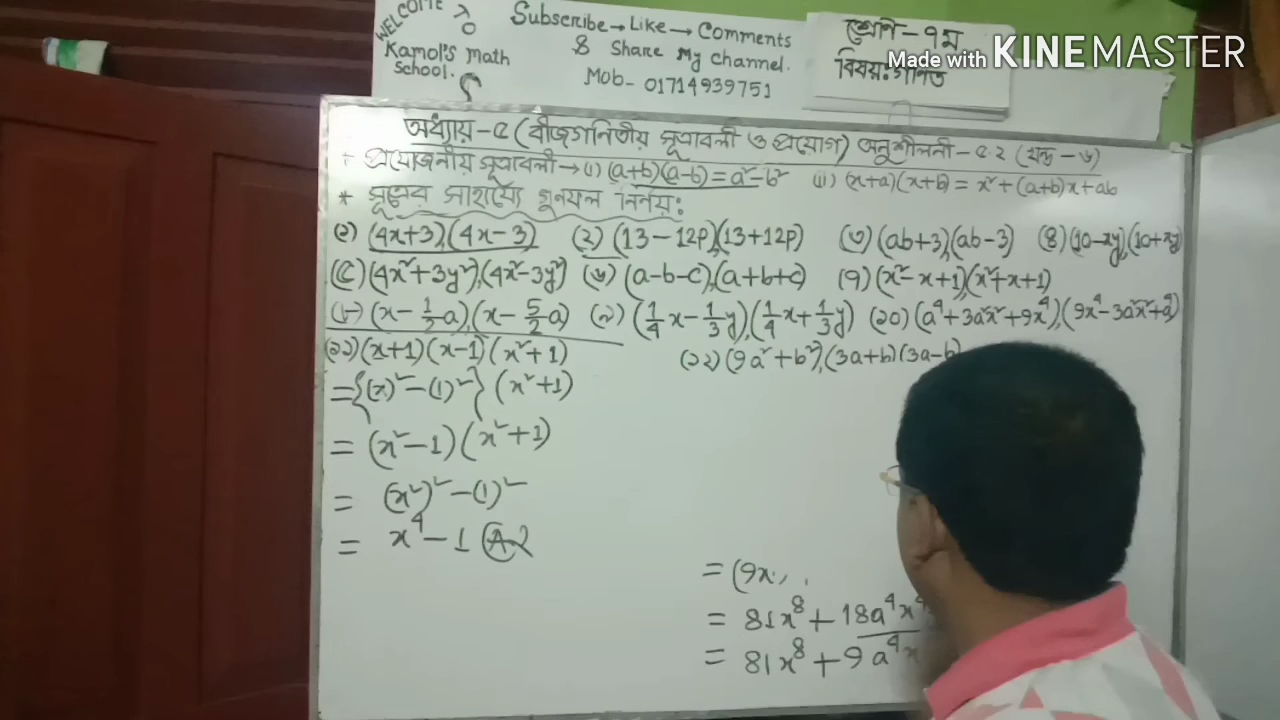 WELCOME TO
Kamol's Math
School.
Subscribe → Like → Comments
& Share My Channel.
Mob- 01714939751
শ্রেণি-৭ম
বিষয়ঃ গণিত
Made with KINEMASTER
অধ্যায়-৫ (বীজগণিতীয় সূত্রাবলী ও প্রয়োগ) অনুশীলনী-৫.২ (খন্ড-৬)
* প্রয়োজনীয় সূত্রাবলী → (i) (a+b)(a-b) = a²-b² (ii) (x+a)(x+b) = x²+(a+b)x+ab
* সূত্রের সাহায্যে গুনফল নির্নয়ঃ
(১) (4x+3),(4x-3) (২) (13-12p),(13+12p) (৩) (ab+3),(ab-3) (৪) (10-xy),(10+xy)
(৫) (4x²+3y²),(4x²-3y²) (৬) (a-b-c),(a+b+c) (৭) (x²-x+1),(x²+x+1)
(৮) (x-1/2a),(x-5/2a) (৯) (1/4x-1/3y),(1/4x+1/3y) (১০) (a⁴+3a²x²+9x⁴),(9x⁴-3a²x²+a⁴)
(১১) (x+1)(x-1)(x²+1) (১২) (9a²+b²),(3a+b)(3a-b)
= {(x)²-(1)²} (x²+1)
= (x²-1)(x²+1)
= (x²)²-(1)²
= x⁴-1
= (9x
= 81x⁸+18a⁴x⁴
= 81x⁸+9a⁴x